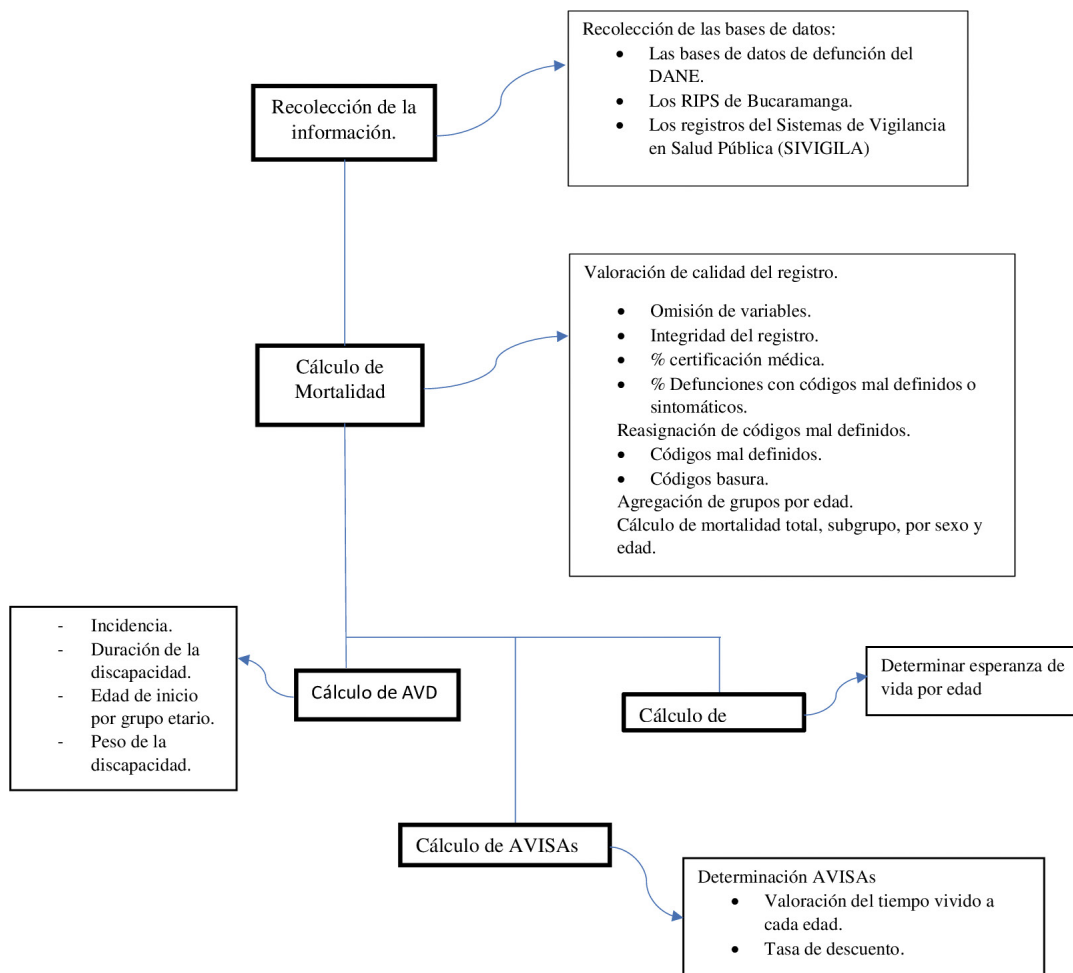 Recolección de la
información.
Recolección de las bases de datos:
• Las bases de datos de defunción del
DANE.
• Los RIPS de Bucaramanga.
• Los registros del Sistemas de Vigilancia
en Salud Pública (SIVIGILA)
Cálculo de
Mortalidad
Valoración de calidad del registro.
• Omisión de variables.
• Integridad del registro.
• % certificación médica.
• % Defunciones con códigos mal definidos o
sintomáticos.
Reasignación de códigos mal definidos.
• Códigos mal definidos.
• Códigos basura.
Agregación de grupos por edad.
Cálculo de mortalidad total, subgrupo, por sexo y
edad.
- Incidencia.
- Duración de la
discapacidad.
- Edad de inicio
por grupo etario.
- Peso de la
discapacidad.
Cálculo de AVD
Cálculo de
Determinar esperanza de
vida por edad
Cálculo de AVISAs
Determinación AVISAs
• Valoración del tiempo vivido a
cada edad.
• Tasa de descuento.